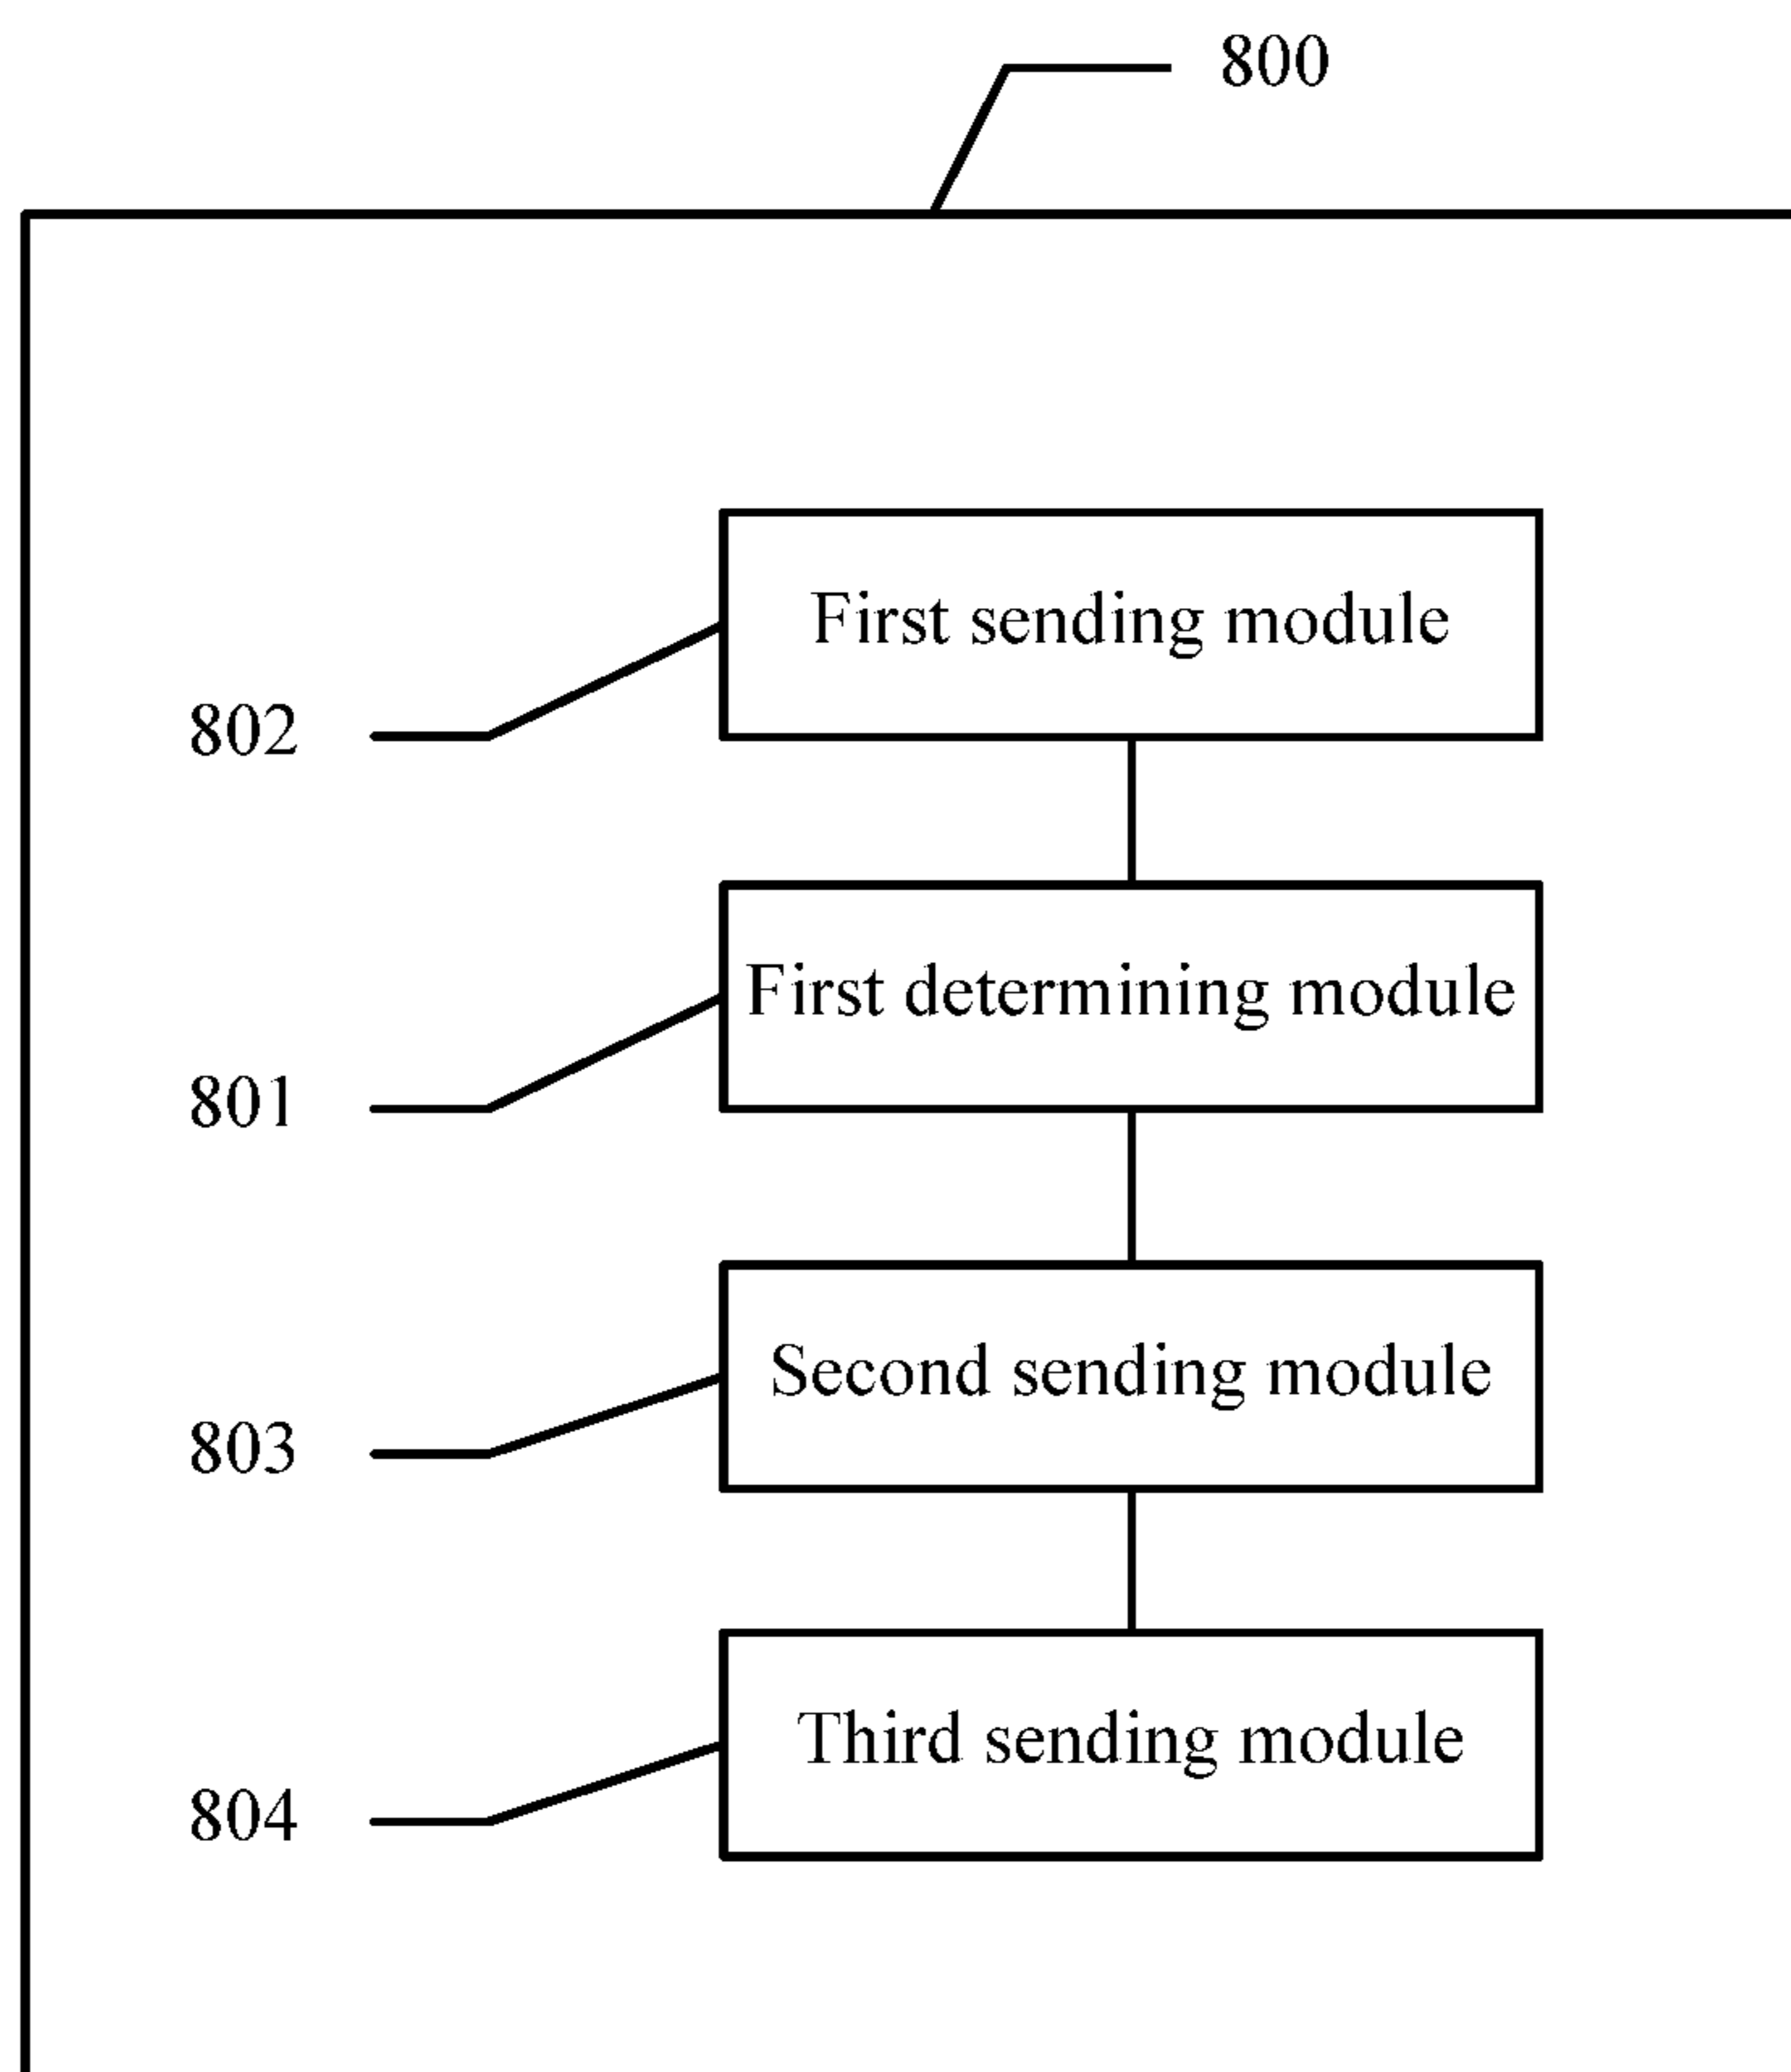 800
First sending module
802
First determining module
801
Second sending module
803
Third sending module
804